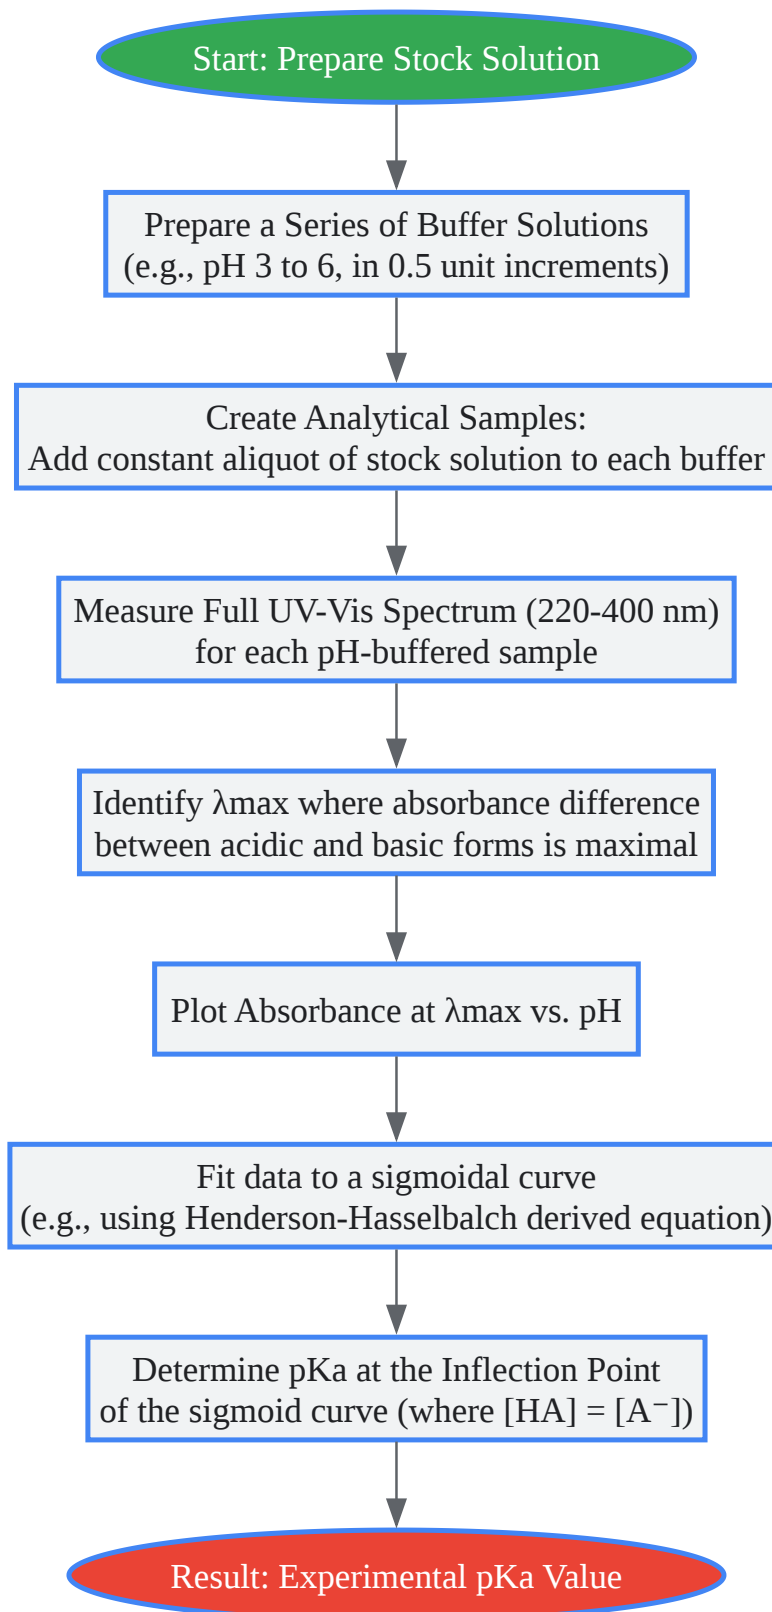 Start: Prepare Stock Solution
Prepare a Series of Buffer Solutions
(e.g., pH 3 to 6, in 0.5 unit increments)
Create Analytical Samples:
Add constant aliquot of stock solution to each buffer
Measure Full UV-Vis Spectrum (220-400 nm)
for each pH-buffered sample
Identify λmax where absorbance difference
between acidic and basic forms is maximal
Plot Absorbance at λmax vs. pH
Fit data to a sigmoidal curve
(e.g., using Henderson-Hasselbalch derived equation)
Determine pKa at the Inflection Point
of the sigmoid curve (where [HA] = [A⁻])
Result: Experimental pKa Value